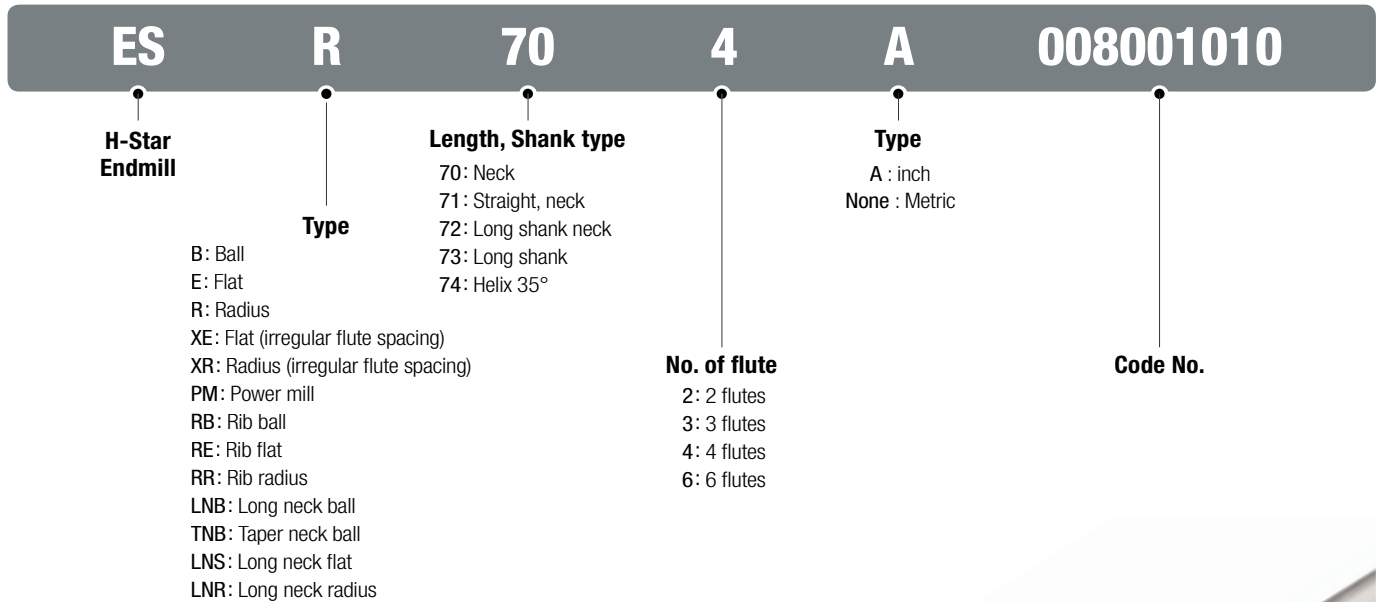 ES R 70 4 A 008001010
H-Star
Endmill
Type
B: Ball
E: Flat
R: Radius
XE: Flat (irregular flute spacing)
XR: Radius (irregular flute spacing)
PM: Power mill
RB: Rib ball
RE: Rib flat
RR: Rib radius
LNB: Long neck ball
TNB: Taper neck ball
LNS: Long neck flat
LNR: Long neck radius
Length, Shank type
70: Neck
71: Straight, neck
72: Long shank neck
73: Long shank
74: Helix 35°
No. of flute
2: 2 flutes
3: 3 flutes
4: 4 flutes
6: 6 flutes
Type
A : inch
None : Metric
Code No.